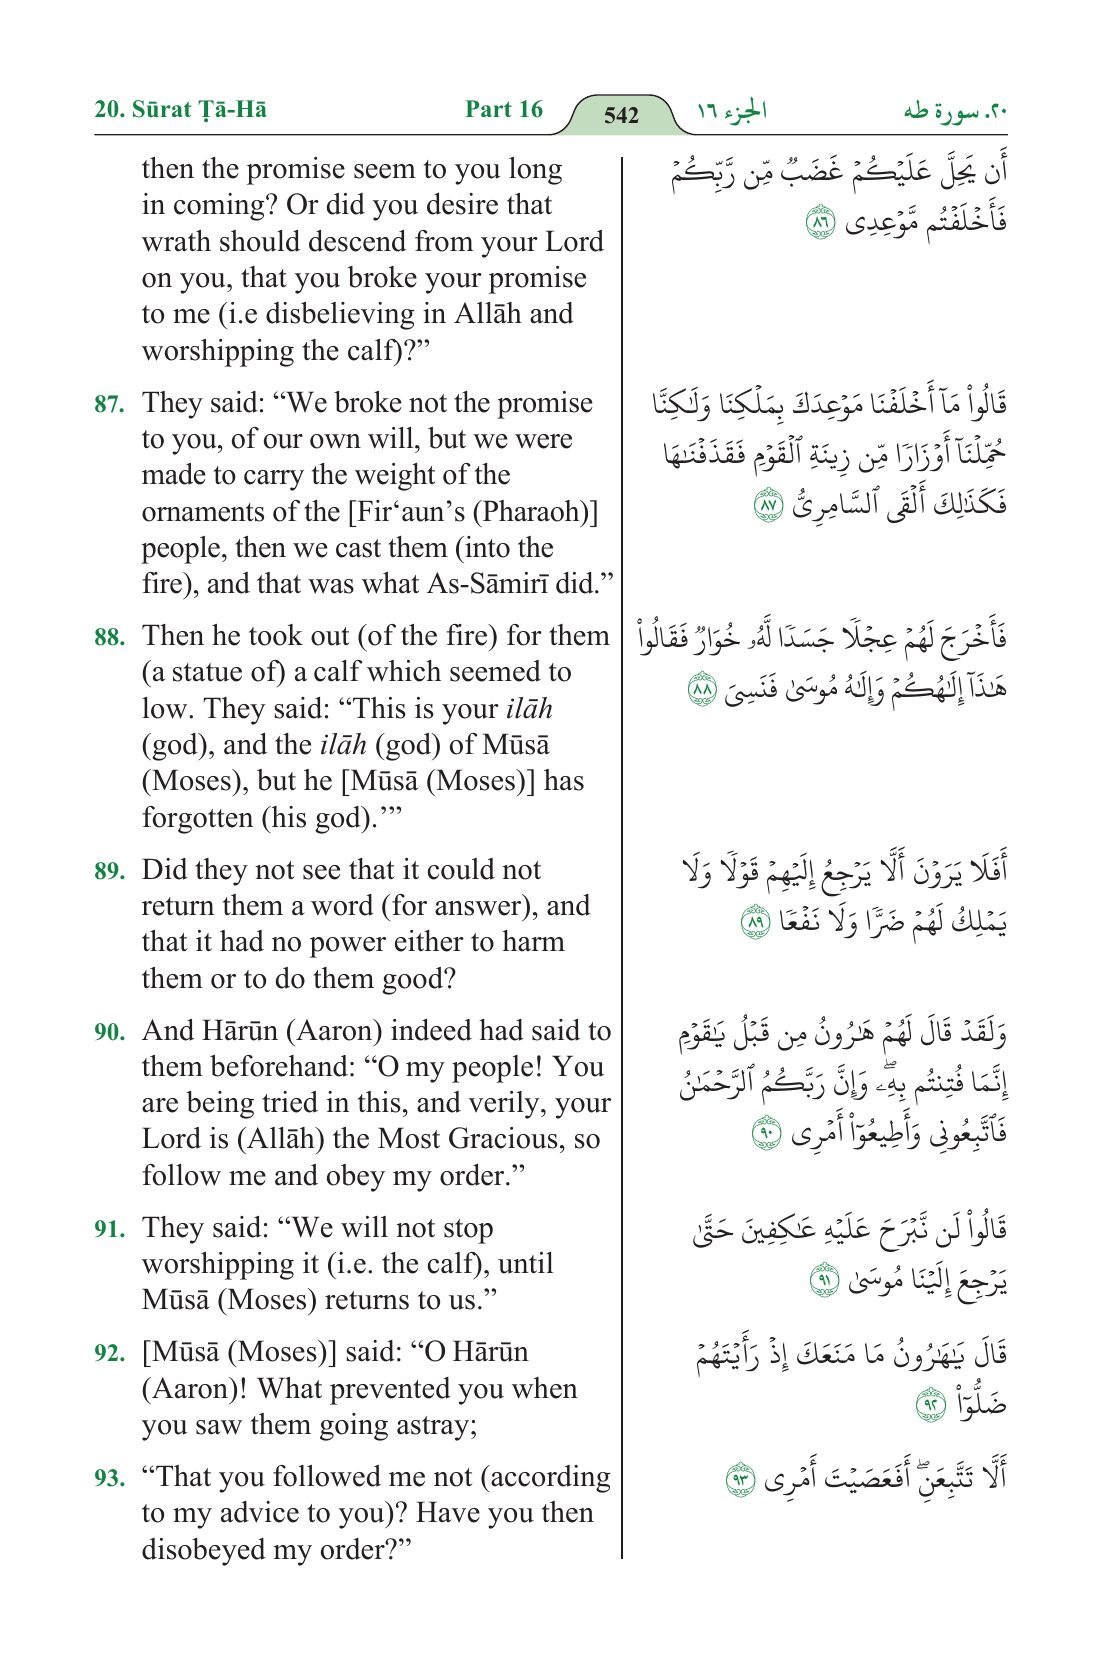 20. Sūrat Ṭā-Hā
Part 16
542
الجزء ١٦
٢٠. سورة طه
then the promise seem to you long
in coming? Or did you desire that
wrath should descend from your Lord
on you, that you broke your promise
to me (i.e disbelieving in Allāh and
worshipping the calf)?”
أَن يَحِلَّ عَلَيْكُمْ غَضَبٌ مِّن رَّبِّكُمْ
فَأَخْلَفْتُم مَّوْعِدِى ٨٦
87. They said: “We broke not the promise
to you, of our own will, but we were
made to carry the weight of the
ornaments of the [Fir‘aun’s (Pharaoh)]
people, then we cast them (into the
fire), and that was what As-Sāmirī did.”
قَالُوا۟ مَآ أَخْلَفْنَا مَوْعِدَكَ بِمَلْكِنَا وَلَـٰكِنَّا
حُمِّلْنَآ أَوْزَارًا مِّن زِينَةِ ٱلْقَوْمِ فَقَذَفْنَـٰهَا
فَكَذَٰلِكَ أَلْقَى ٱلسَّامِرِىُّ ٨٧
88. Then he took out (of the fire) for them
(a statue of) a calf which seemed to
low. They said: “This is your ilāh
(god), and the ilāh (god) of Mūsā
(Moses), but he [Mūsā (Moses)] has
forgotten (his god).’”
فَأَخْرَجَ لَهُمْ عِجْلًا جَسَدًا لَّهُۥ خُوَارٌ فَقَالُوا۟
هَـٰذَآ إِلَـٰهُكُمْ وَإِلَـٰهُ مُوسَىٰ فَنَسِىَ ٨٨
89. Did they not see that it could not
return them a word (for answer), and
that it had no power either to harm
them or to do them good?
أَفَلَا يَرَوْنَ أَلَّا يَرْجِعُ إِلَيْهِمْ قَوْلًا وَلَا
يَمْلِكُ لَهُمْ ضَرًّا وَلَا نَفْعًا ٨٩
90. And Hārūn (Aaron) indeed had said to
them beforehand: “O my people! You
are being tried in this, and verily, your
Lord is (Allāh) the Most Gracious, so
follow me and obey my order.”
وَلَقَدْ قَالَ لَهُمْ هَـٰرُونُ مِن قَبْلُ يَـٰقَوْمِ
إِنَّمَا فُتِنتُم بِهِۦ ۖ وَإِنَّ رَبَّكُمُ ٱلرَّحْمَـٰنُ
فَٱتَّبِعُونِى وَأَطِيعُوٓا۟ أَمْرِى ٩٠
91. They said: “We will not stop
worshipping it (i.e. the calf), until
Mūsā (Moses) returns to us.”
قَالُوا۟ لَن نَّبْرَحَ عَلَيْهِ عَـٰكِفِينَ حَتَّىٰ
يَرْجِعَ إِلَيْنَا مُوسَىٰ ٩١
92. [Mūsā (Moses)] said: “O Hārūn
(Aaron)! What prevented you when
you saw them going astray;
قَالَ يَـٰهَـٰرُونُ مَا مَنَعَكَ إِذْ رَأَيْتَهُمْ
ضَلُّوٓا۟ ٩٢
93. “That you followed me not (according
to my advice to you)? Have you then
disobeyed my order?”
أَلَّا تَتَّبِعَنِ ۖ أَفَعَصَيْتَ أَمْرِى ٩٣